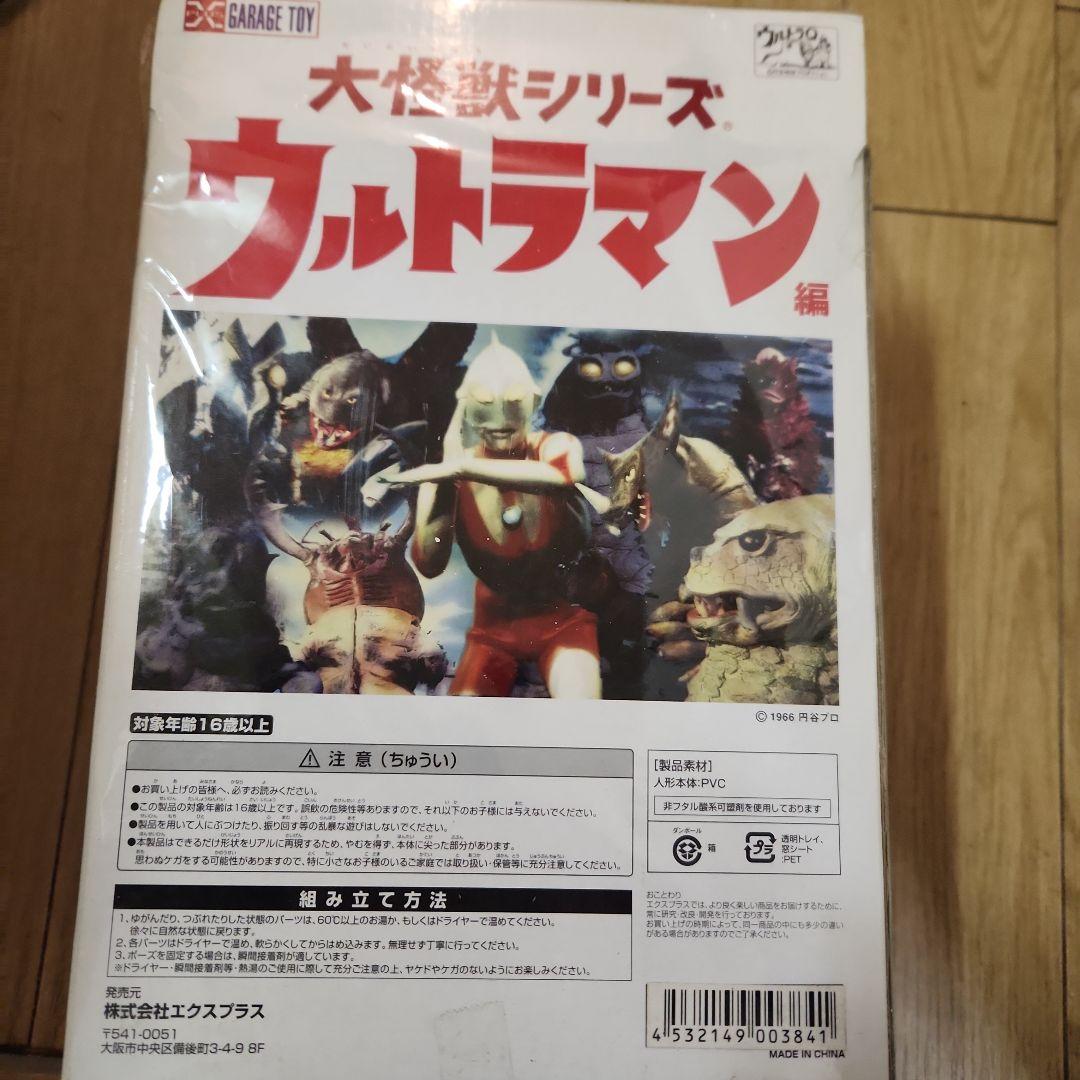 X PLUS GARAGE TOY
ウルトラQ
大怪獣シリーズ®
ウルトラマン
編
© 1966 円谷プロ
対象年齢16歳以上
⚠ 注意(ちゅうい)
●お買い上げの皆様へ、必ずお読みください。
●この製品の対象年齢は16歳以上です。誤飲の危険性等ありますので、それ以下のお子様には与えないでください。
●製品を用いて人にぶつけたり、振り回す等の乱暴な遊びはしないでください。
●本製品はできるだけ形状をリアルに再現するため、やむを得ず、本体に尖った部分があります。
思わぬケガをする可能性がありますので、特に小さなお子様のいるご家庭では取り扱い・保管等に充分注意してください。
[製品素材]
人形本体:PVC
非フタル酸系可塑剤を使用しております
ダンボール
箱
プラ
透明トレイ、
窓シート
:PET
組み立て方法
1、ゆがんだり、つぶれたりした状態のパーツは、60℃以上のお湯か、もしくはドライヤーで温めてください。
徐々に自然な状態に戻ります。
2、各パーツはドライヤーで温め、軟らかくしてからはめ込みます。無理せず丁寧に行ってください。
3、ポーズを固定する場合は、瞬間接着剤が適しています。
※ドライヤー・瞬間接着剤等・熱湯のご使用に際して充分ご注意の上、ヤケドやケガのないようにお楽しみください。
おことわり
エクスプラスでは、より良く楽しい商品をお届けするために、
常に研究・改良・開発を行っております。
お買い上げの時期によって、同一商品の中にも多少の違い
がある場合がありますのでご了承ください。
発売元
株式会社エクスプラス
〒541-0051
大阪市中央区備後町3-4-9 8F
4 532149 003841
MADE IN CHINA